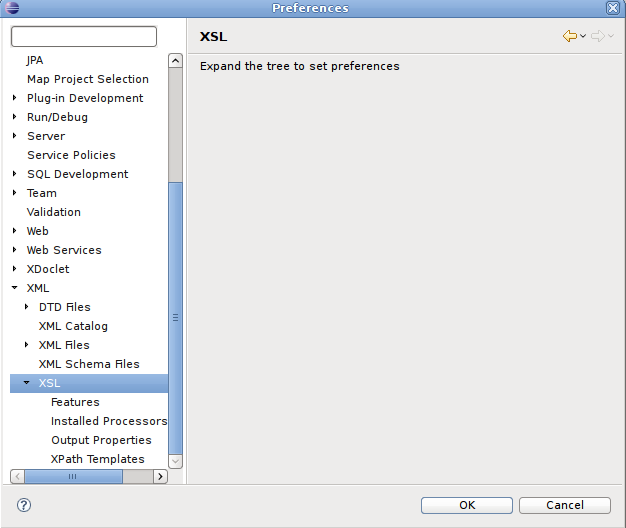 Preferences
XSL
Expand the tree to set preferences
JPA
Map Project Selection
Plug-in Development
Run/Debug
Server
Service Policies
SQL Development
Team
Validation
Web
Web Services
XDoclet
XML
DTD Files
XML Catalog
XML Files
XML Schema Files
XSL
Features
Installed Processors
Output Properties
XPath Templates
?
OK
Cancel